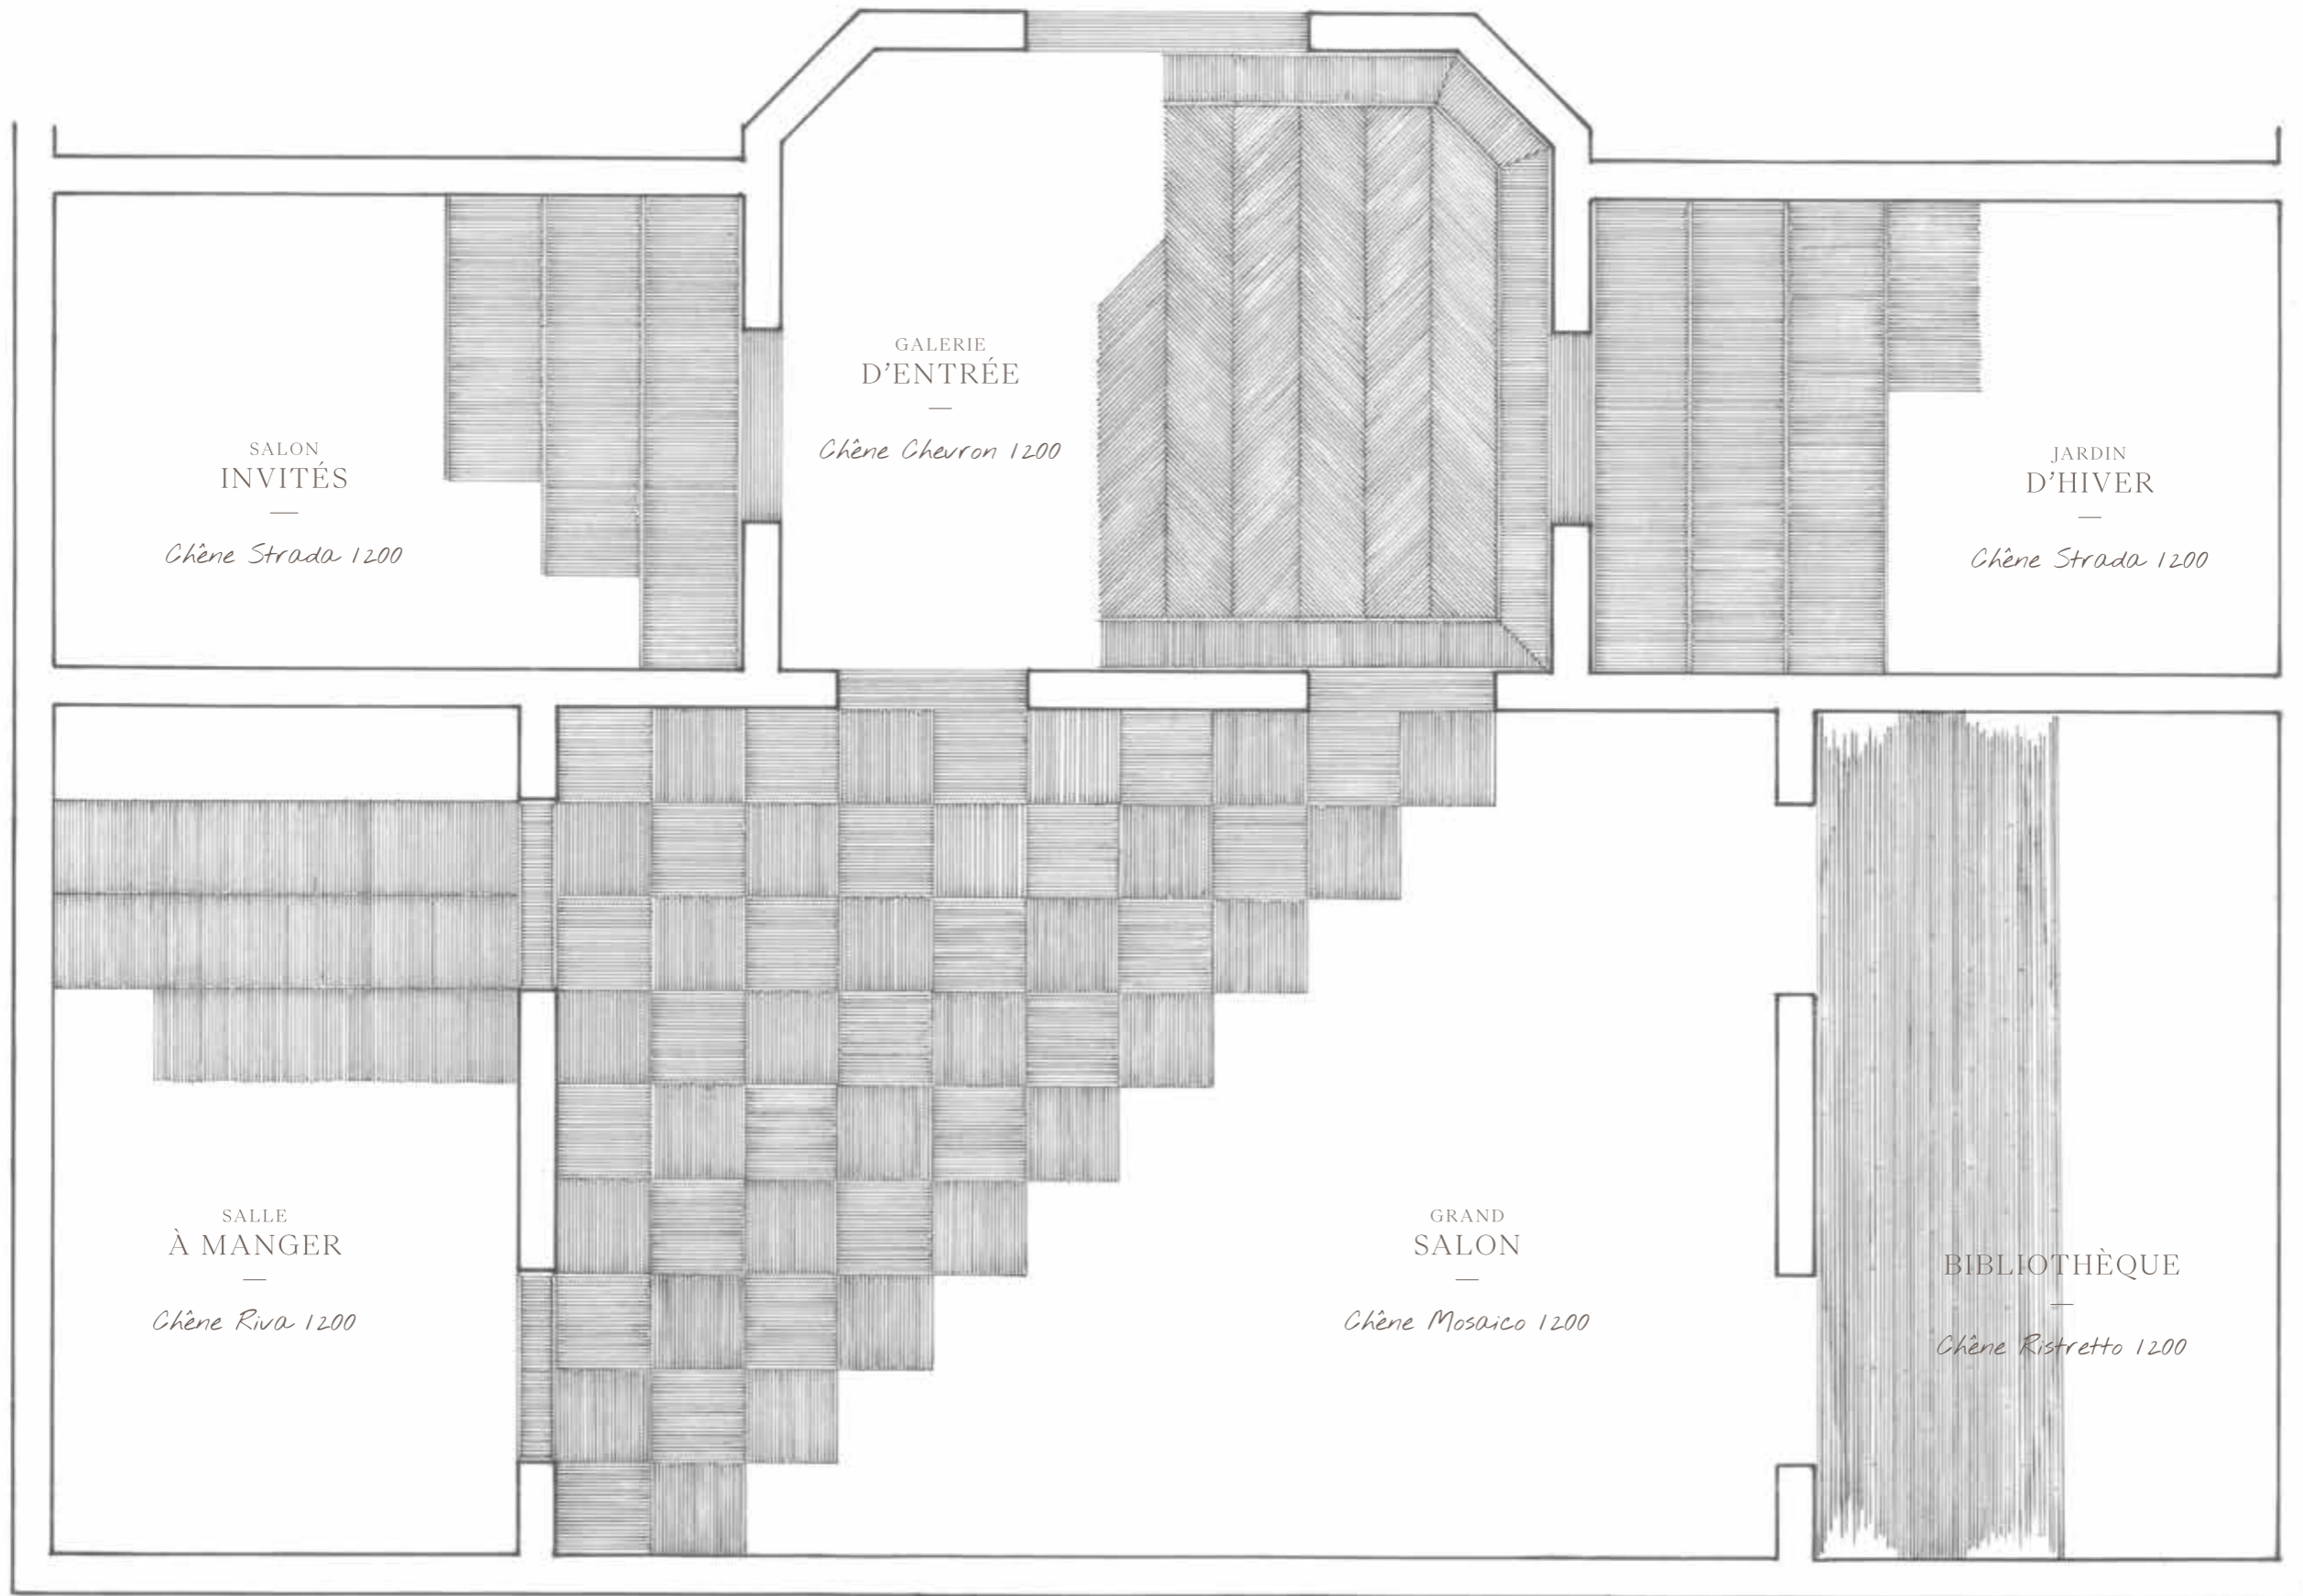 GALERIE
D'ENTRÉE
Chêne Chevron 1200
SALON
INVITÉS
Chêne Strada 1200
JARDIN
D'HIVER
Chêne Strada 1200
SALLE
À MANGER
Chêne Riva 1200
GRAND
SALON
Chêne Mosaico 1200
BIBLIOTHÈQUE
Chêne Ristretto 1200